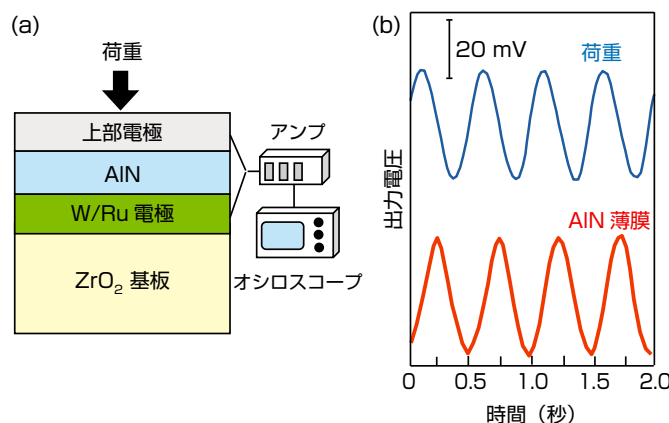 (a)
荷重
上部電極
AlN
W/Ru 電極
ZrO₂ 基板
アンプ
オシロスコープ
(b)
20 mV
荷重
AlN 薄膜
出力電圧
0 0.5 1.0 1.5 2.0
時間（秒）